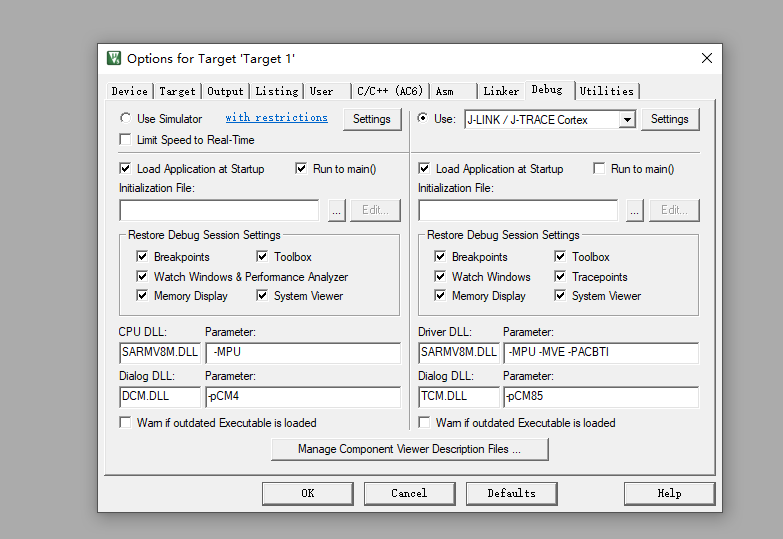 Options for Target 'Target 1'
Device Target Output Listing User C/C++ (AC6) Asm Linker Debug Utilities
Use Simulator with restrictions Settings Use: J-LINK / J-TRACE Cortex Settings
Limit Speed to Real-Time
Load Application at Startup Run to main() Load Application at Startup Run to main()
Initialization File: Initialization File:
... Edit... ... Edit...
Restore Debug Session Settings Restore Debug Session Settings
Breakpoints Toolbox Breakpoints Toolbox
Watch Windows & Performance Analyzer Watch Windows Tracepoints
Memory Display System Viewer Memory Display System Viewer
CPU DLL: Parameter: Driver DLL: Parameter:
SARMV8M.DLL -MPU SARMV8M.DLL -MPU -MVE -PACBTI
Dialog DLL: Parameter: Dialog DLL: Parameter:
DCM.DLL -pCM4 TCM.DLL -pCM85
Warn if outdated Executable is loaded Warn if outdated Executable is loaded
Manage Component Viewer Description Files ...
OK Cancel Defaults Help